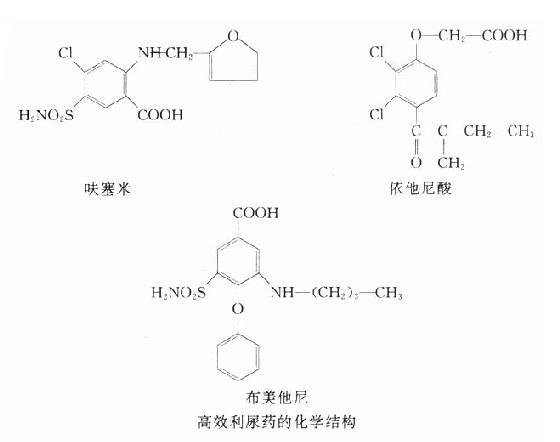 O
O—CH₂—COOH
Cl NH—CH₂
Cl
H₂NO₂S COOH
Cl
C C CH₂ CH₃
O CH₂
呋塞米 依他尼酸
COOH
H₂NO₂S NH—(CH₂)₃—CH₃
O
布美他尼
高效利尿药的化学结构